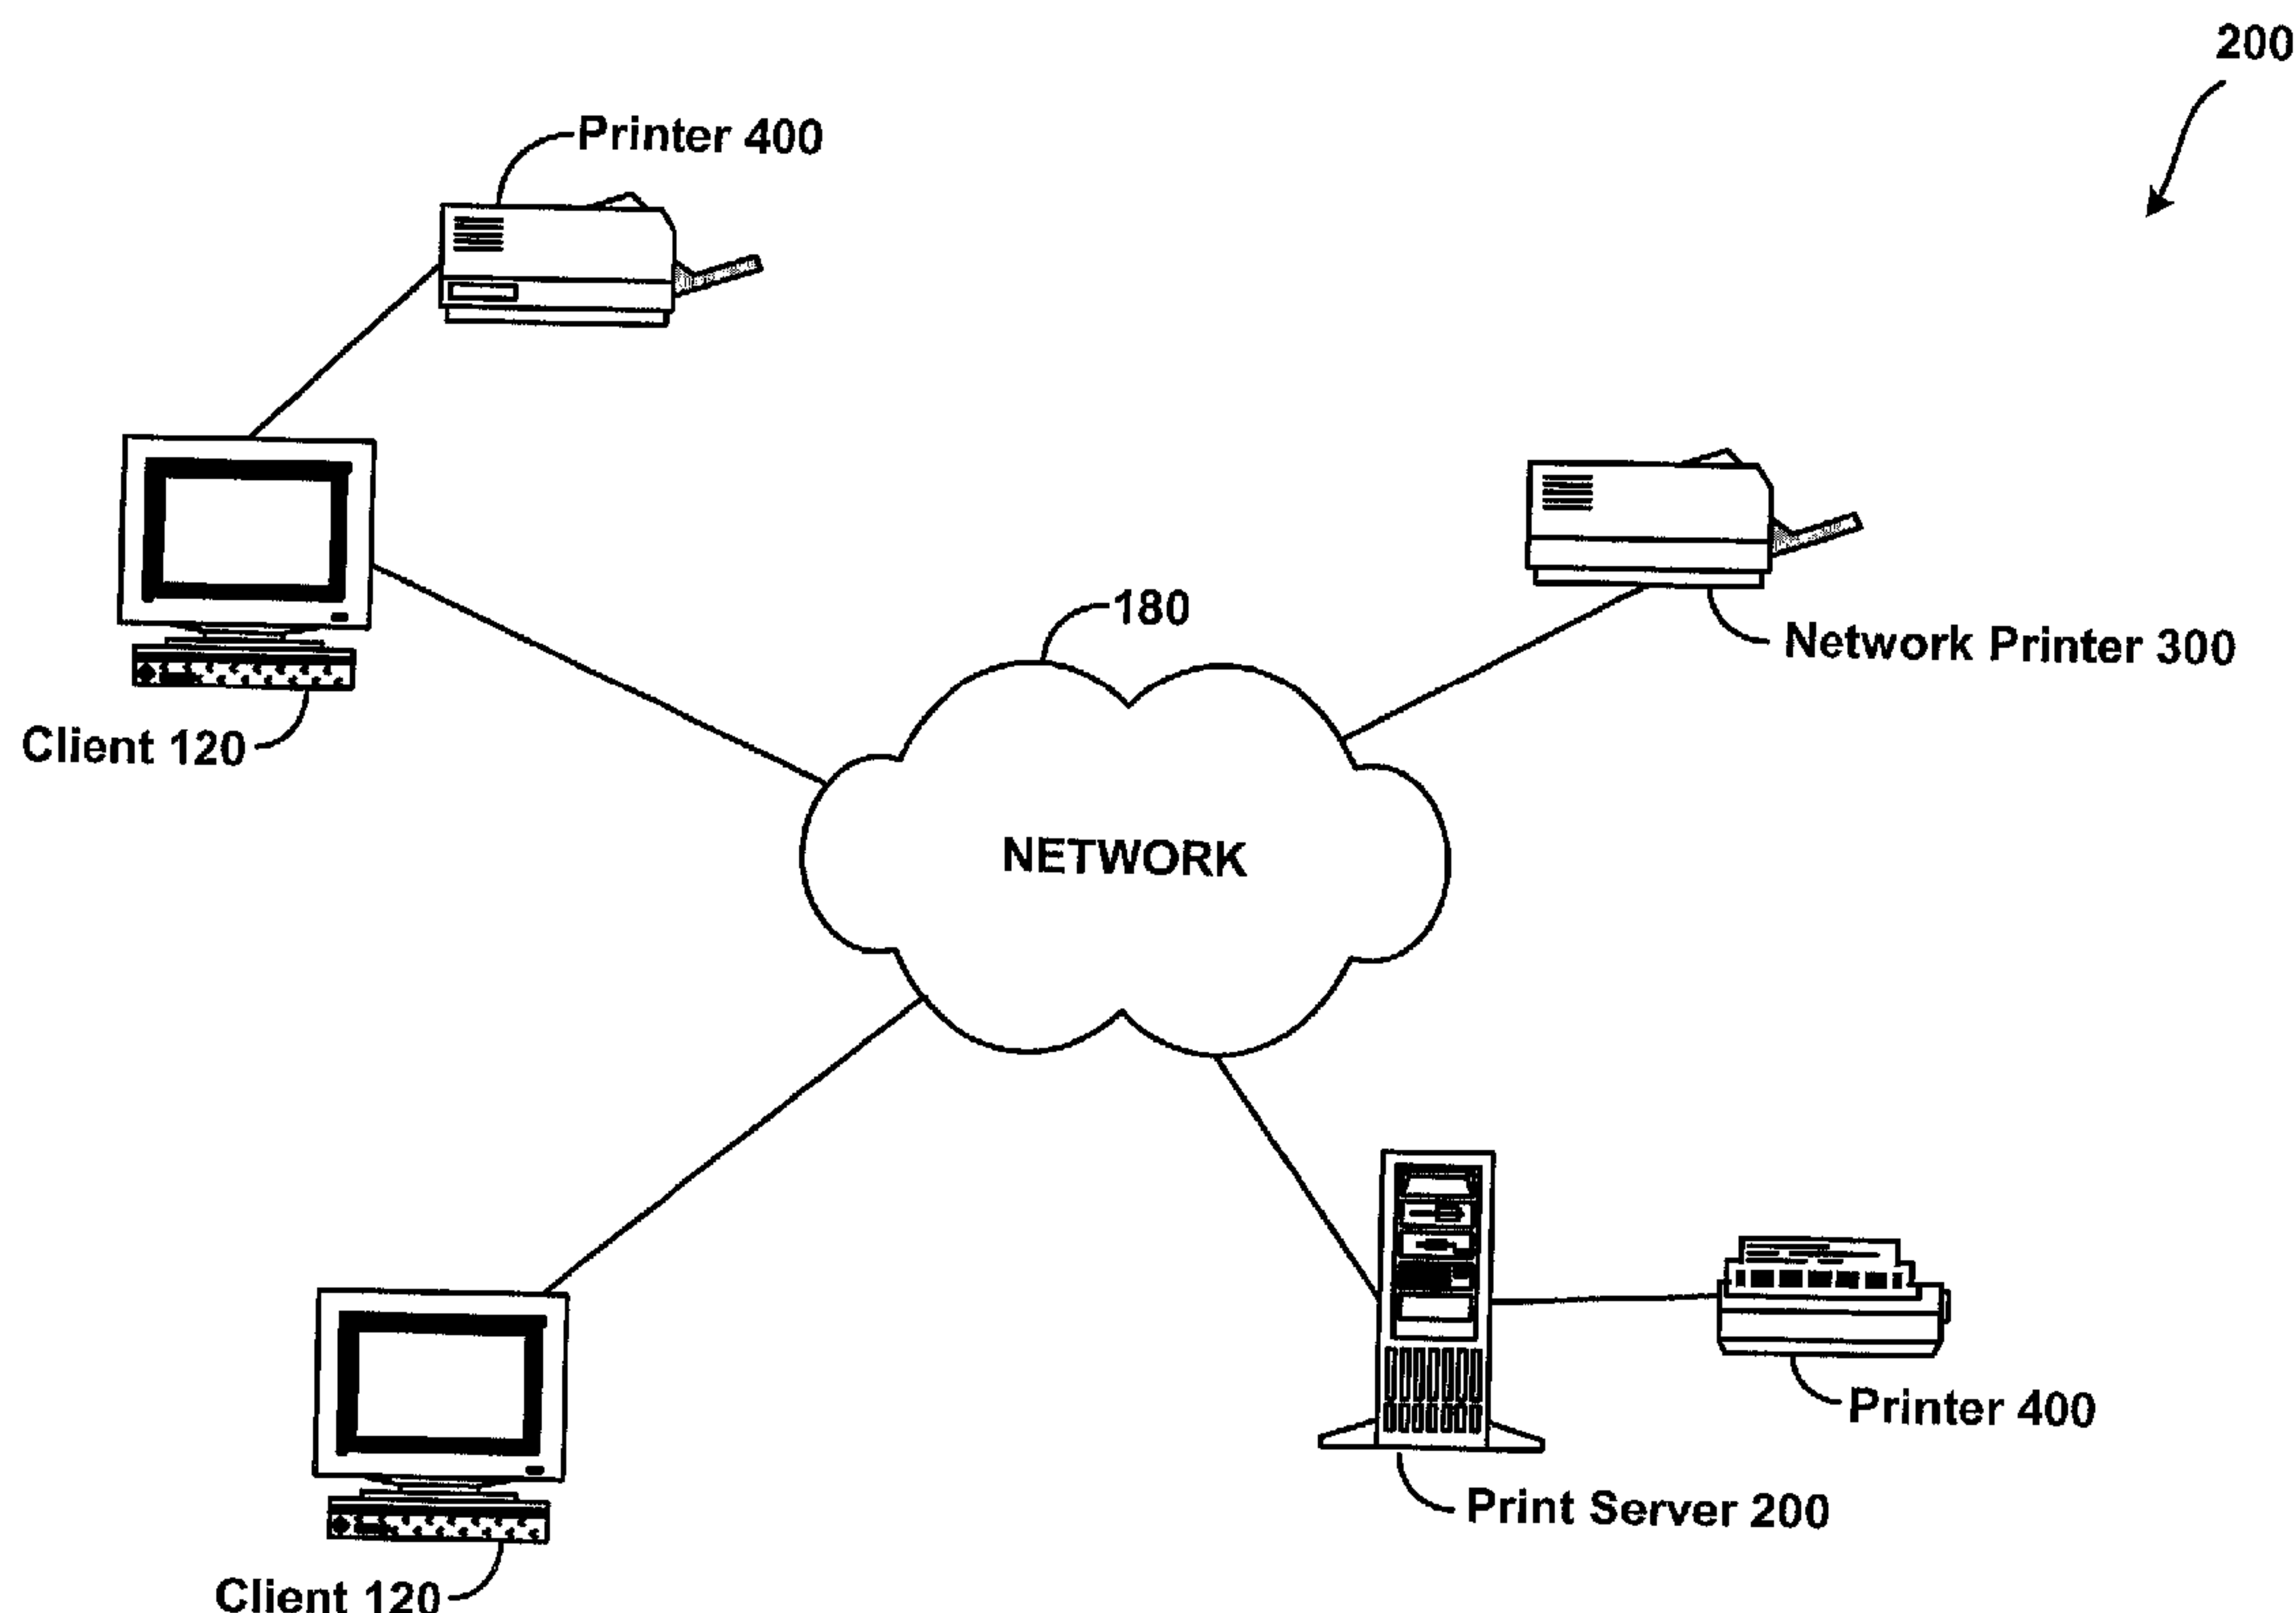 200
Printer 400
180
Network Printer 300
Client 120
NETWORK
Printer 400
Print Server 200
Client 120